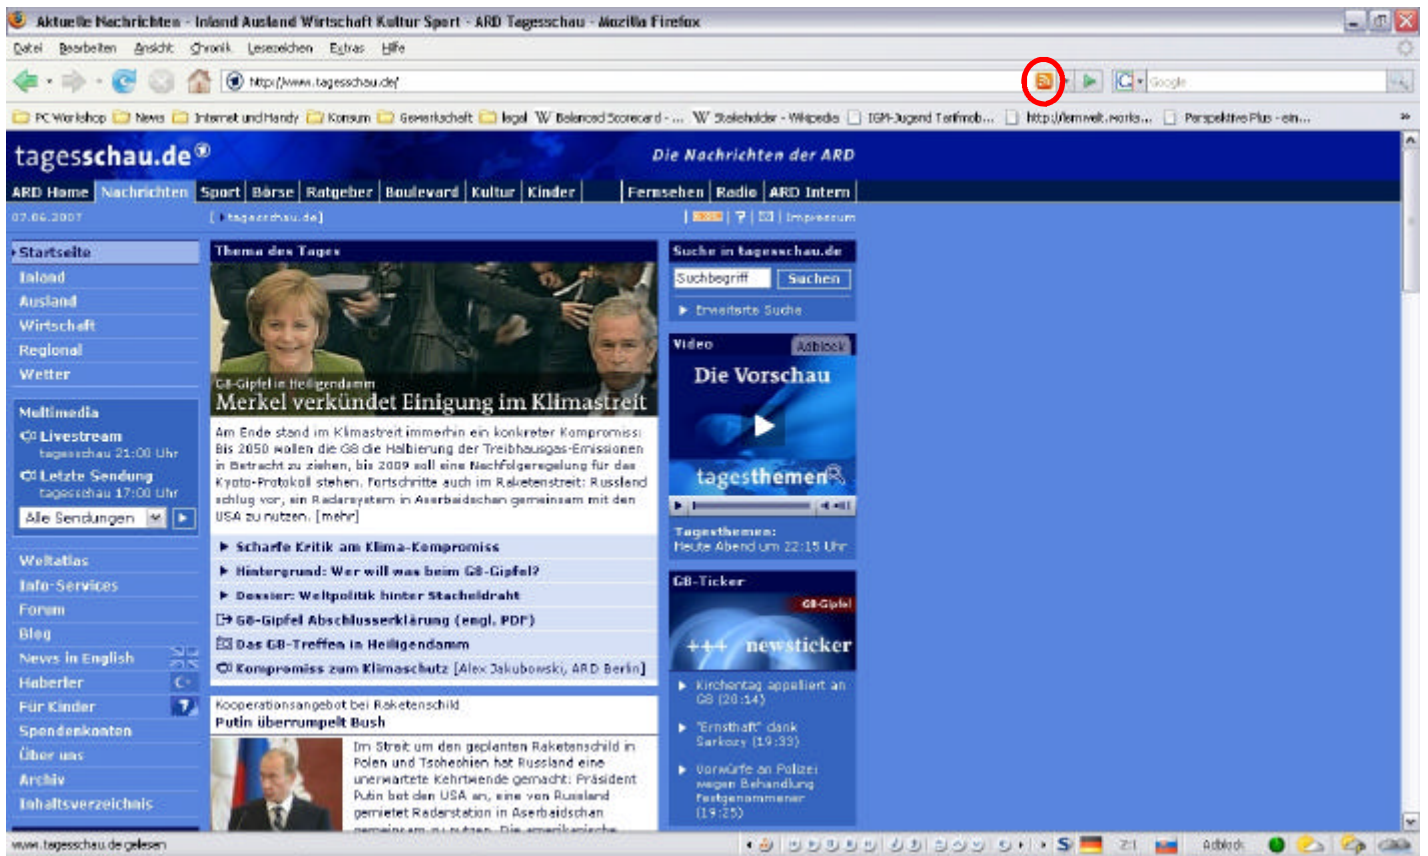 Aktuelle Nachrichten - Inland Ausland Wirtschaft Kultur Sport - ARD Tagesschau - Mozilla Firefox
Datei Bearbeiten Ansicht Chronik Lesezeichen Extras Hilfe
http://www.tagesschau.de/
Google
PC Workshop News Internet und Handy Konsum Gewerkschaft legal Balanced Scorecard - ... Stakeholder - Wikipedia IGM-Jugend Tarifmob... http://lernwelt.works... Perspektive Plus - ein...
tagesschau.de
Die Nachrichten der ARD
ARD Home Nachrichten Sport Börse Ratgeber Boulevard Kultur Kinder Fernsehen Radio ARD Intern
07.06.2007
[ tagesschau.de]
? Impressum
Startseite
Inland
Ausland
Wirtschaft
Regional
Wetter
Multimedia
Livestream
tagesschau 21:00 Uhr
Letzte Sendung
tagesschau 17:00 Uhr
Alle Sendungen
Weltatlas
Info-Services
Forum
Blog
News in English
Haberler
Für Kinder
Spendenkonten
Über uns
Archiv
Inhaltsverzeichnis
Thema des Tages
G8-Gipfel in Heiligendamm
Merkel verkündet Einigung im Klimastreit
Am Ende stand im Klimastreit immerhin ein konkreter Kompromiss:
Bis 2050 wollen die G8 die Halbierung der Treibhausgas-Emissionen
in Betracht zu ziehen, bis 2009 soll eine Nachfolgeregelung für das
Kyoto-Protokoll stehen. Fortschritte auch im Raketenstreit: Russland
schlug vor, ein Radarsystem in Aserbaidschan gemeinsam mit den
USA zu nutzen. [mehr]
Scharfe Kritik am Klima-Kompromiss
Hintergrund: Wer will was beim G8-Gipfel?
Dossier: Weltpolitik hinter Stacheldraht
G8-Gipfel Abschlusserklärung (engl. PDF)
Das G8-Treffen in Heiligendamm
Kompromiss zum Klimaschutz [Alex Jakubowski, ARD Berlin]
Kooperationsangebot bei Raketenschild
Putin überrumpelt Bush
Im Streit um den geplanten Raketenschild in
Polen und Tschechien hat Russland eine
unerwartete Kehrtwende gemacht: Präsident
Putin bot den USA an, eine von Russland
gemietet Radarstation in Aserbaidschan
gemeinsam zu nutzen. Die amerikanische
Suche in tagesschau.de
Suchbegriff Suchen
Erweiterte Suche
Video Adblock
Die Vorschau
tagesthemen
Tagesthemen:
Heute Abend um 22:15 Uhr
G8-Ticker
G8-Gipfel
+++ newsticker
Kirchentag appelliert an
G8 (20:14)
"Ernsthaft" dank
Sarkozy (19:33)
Vorwürfe an Polizei
wegen Behandlung
Festgenommener
(19:25)
www.tagesschau.de gelesen
2:1
Adblock